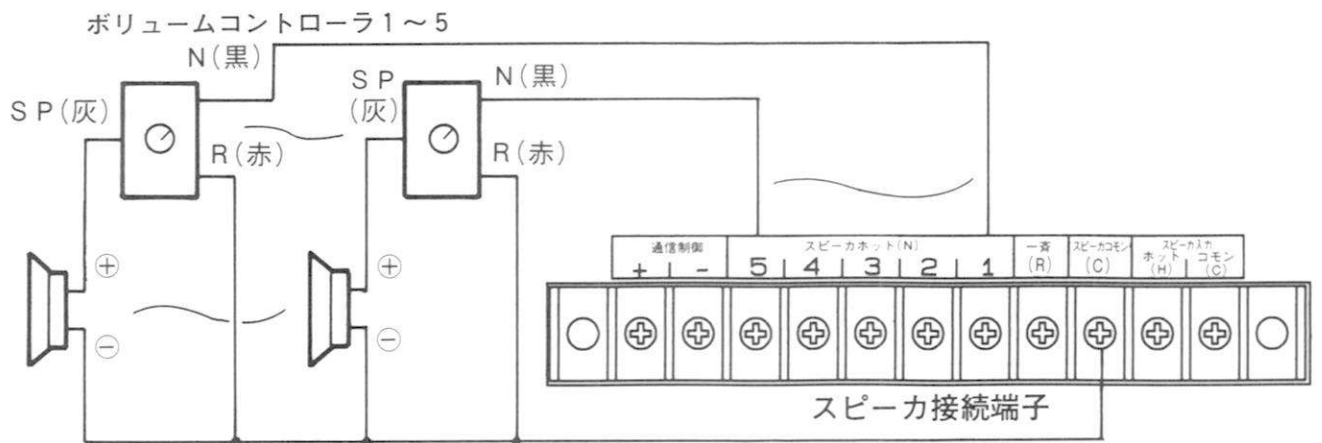 ボリュームコントローラ1～5
N(黒)
SP(灰)
R(赤)
SP
(灰)
N(黒)
R(赤)
+
-
+
-
通信制御
+ -
スピーカホット(N)
5 4 3 2 1
一斉
(R)
スピーカコモン
(C)
スピーカ入力
ホット
(H)
コモン
(C)
スピーカ接続端子